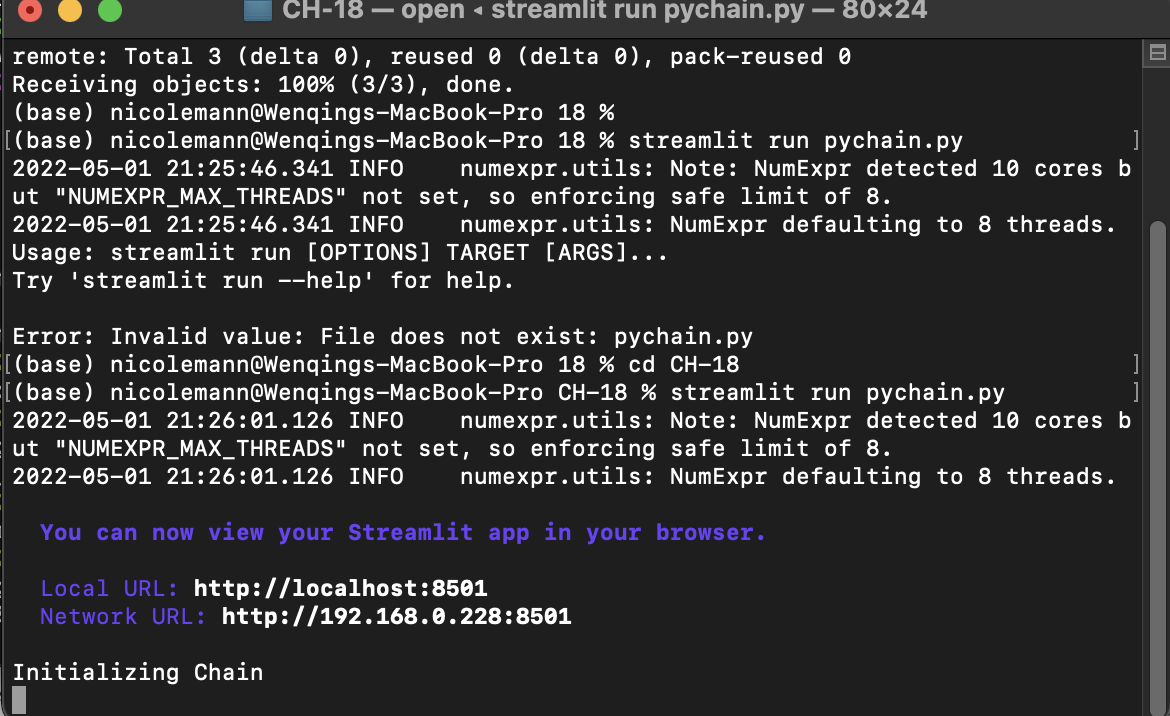 CH-18 — open ◂ streamlit run pychain.py — 80×24
remote: Total 3 (delta 0), reused 0 (delta 0), pack-reused 0
Receiving objects: 100% (3/3), done.
(base) nicolemann@Wenqings-MacBook-Pro 18 %
[(base) nicolemann@Wenqings-MacBook-Pro 18 % streamlit run pychain.py ]
2022-05-01 21:25:46.341 INFO    numexpr.utils: Note: NumExpr detected 10 cores b
ut "NUMEXPR_MAX_THREADS" not set, so enforcing safe limit of 8.
2022-05-01 21:25:46.341 INFO    numexpr.utils: NumExpr defaulting to 8 threads.
Usage: streamlit run [OPTIONS] TARGET [ARGS]...
Try 'streamlit run --help' for help.
Error: Invalid value: File does not exist: pychain.py
[(base) nicolemann@Wenqings-MacBook-Pro 18 % cd CH-18 ]
[(base) nicolemann@Wenqings-MacBook-Pro CH-18 % streamlit run pychain.py ]
2022-05-01 21:26:01.126 INFO    numexpr.utils: Note: NumExpr detected 10 cores b
ut "NUMEXPR_MAX_THREADS" not set, so enforcing safe limit of 8.
2022-05-01 21:26:01.126 INFO    numexpr.utils: NumExpr defaulting to 8 threads.
You can now view your Streamlit app in your browser.
Local URL: http://localhost:8501
Network URL: http://192.168.0.228:8501
Initializing Chain